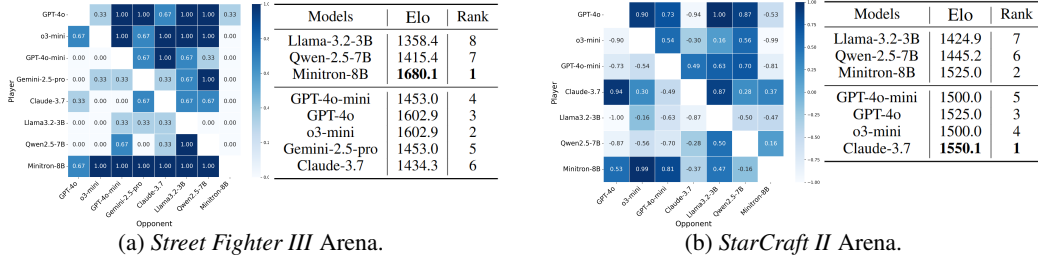 GPT-4o 0.33 1.00 1.00 0.67 1.00 1.00 0.33
o3-mini 0.67 1.00 0.67 1.00 1.00 1.00 0.00
GPT-4o-mini 0.00 0.00 0.67 1.00 0.67 0.33 0.00
Gemini-2.5-pro 0.00 0.33 0.33 0.33 0.67 1.00 0.00
Claude-3.7 0.33 0.00 0.00 0.67 0.67 0.67 0.00
Llama3.2-3B 0.00 0.00 0.33 0.33 0.33 0.00 0.00
Qwen2.5-7B 0.00 0.00 0.67 0.00 0.33 1.00 0.00
Minitron-8B 0.67 1.00 1.00 1.00 1.00 1.00 1.00
Player
GPT-4o o3-mini GPT-4o-mini Gemini-2.5-pro Claude-3.7 Llama3.2-3B Qwen2.5-7B Minitron-8B
Opponent
Models Elo Rank
Llama-3.2-3B 1358.4 8
Qwen-2.5-7B 1415.4 7
Minitron-8B 1680.1 1
GPT-4o-mini 1453.0 4
GPT-4o 1602.9 3
o3-mini 1602.9 2
Gemini-2.5-pro 1453.0 5
Claude-3.7 1434.3 6
(a) Street Fighter III Arena.
GPT-4o 0.90 0.73 -0.94 1.00 0.87 -0.53
o3-mini -0.90 0.54 -0.30 0.16 0.56 -0.99
GPT-4o-mini -0.73 -0.54 0.49 0.63 0.70 -0.81
Claude-3.7 0.94 0.30 -0.49 0.87 0.28 0.37
Llama3.2-3B -1.00 -0.16 -0.63 -0.87 -0.50 -0.47
Qwen2.5-7B -0.87 -0.56 -0.70 -0.28 0.50 0.16
Minitron-8B 0.53 0.99 0.81 -0.37 0.47 -0.16
Player
GPT-4o o3-mini GPT-4o-mini Claude-3.7 Llama3.2-3B Qwen2.5-7B Minitron-8B
Opponent
Models Elo Rank
Llama-3.2-3B 1424.9 7
Qwen-2.5-7B 1445.2 6
Minitron-8B 1525.0 2
GPT-4o-mini 1500.0 5
GPT-4o 1525.0 3
o3-mini 1500.0 4
Claude-3.7 1550.1 1
(b) StarCraft II Arena.